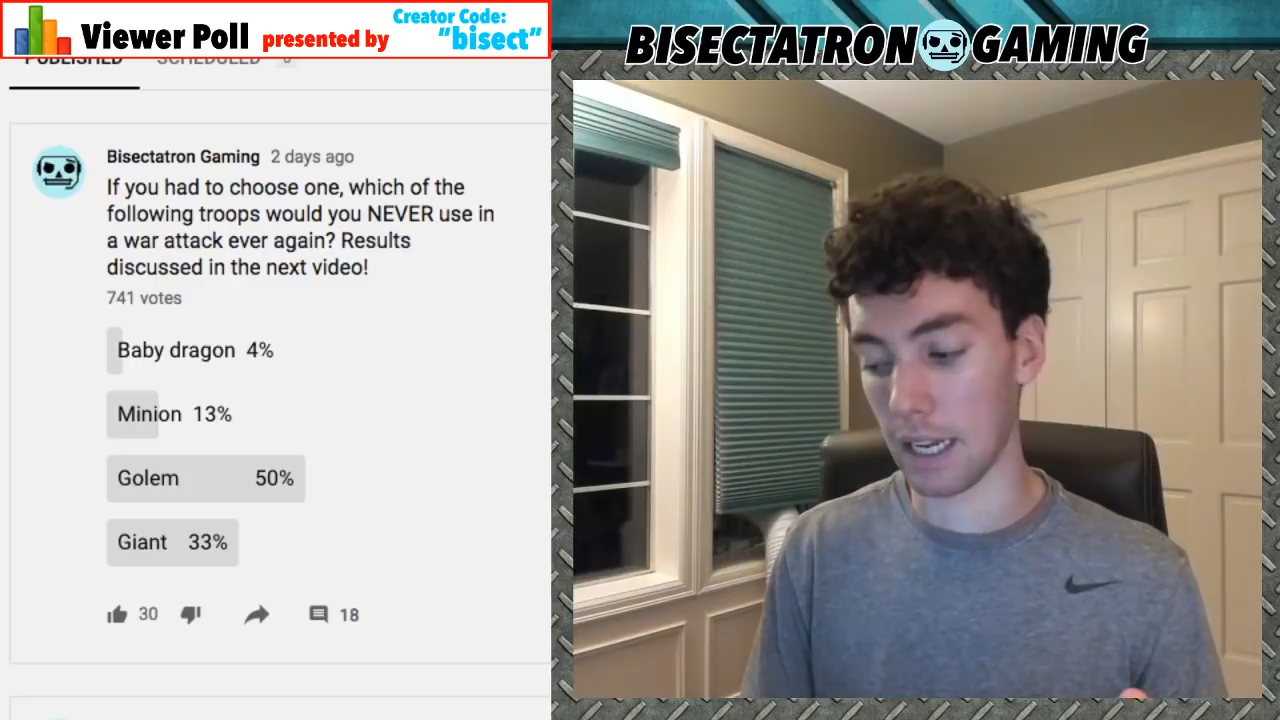 Viewer Poll presented by
Creator Code:
"bisect"
BISECTATRON GAMING
PUBLISHED SCHEDULED
Bisectatron Gaming 2 days ago
If you had to choose one, which of the
following troops would you NEVER use in
a war attack ever again? Results
discussed in the next video!
741 votes
Baby dragon 4%
Minion 13%
Golem 50%
Giant 33%
30
18